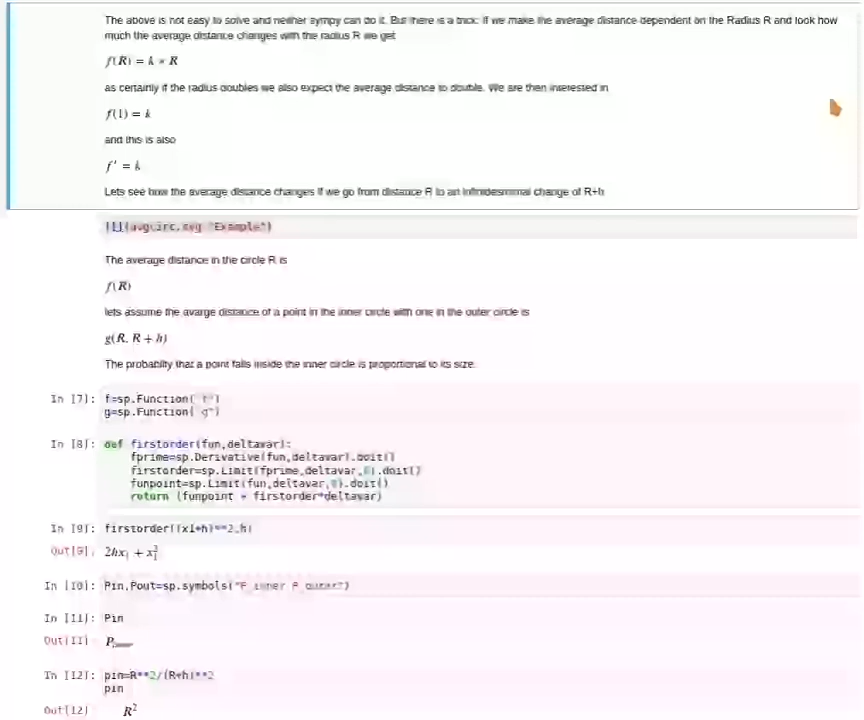 The above is not easy to solve and neither sympy can do it. But there is a trick: If we make the average distance dependent on the Radius R and look how
much the average distance changes with the radius R we get
f(R) = k * R
as certainly if the radius doubles we also expect the average distance to double. We are then interested in
f(1) = k
and this is also
f' = k
Lets see how the average distance changes if we go from distance R to an infinidesmimal change of R+h
![](avgcirc.svg "Example")
The average distance in the circle R is
f(R)
lets assume the avarge distance of a point in the inner circle with one in the outer circle is
g(R, R + h)
The probability that a point falls inside the inner circle is proportional to its size.
In [7]: f=sp.Function("f")
g=sp.Function("g")
In [8]: def firstorder(fun,deltavar):
fprime=sp.Derivative(fun,deltavar).doit()
firstorder=sp.Limit(fprime,deltavar,0).doit()
funpoint=sp.Limit(fun,deltavar,0).doit()
return (funpoint + firstorder*deltavar)
In [9]: firstorder((x1+h)**2,h)
Out[9]: 2hx₁ + x₁²
In [10]: Pin,Pout=sp.symbols("P_inner P_outer")
In [11]: Pin
Out[11]: P
In [12]: pin=R**2/(R+h)**2
pin
Out[12]: R²